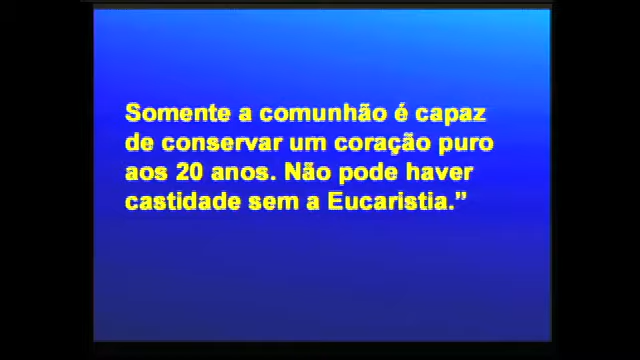 Somente a comunhão é capaz
de conservar um coração puro
aos 20 anos. Não pode haver
castidade sem a Eucaristia.”